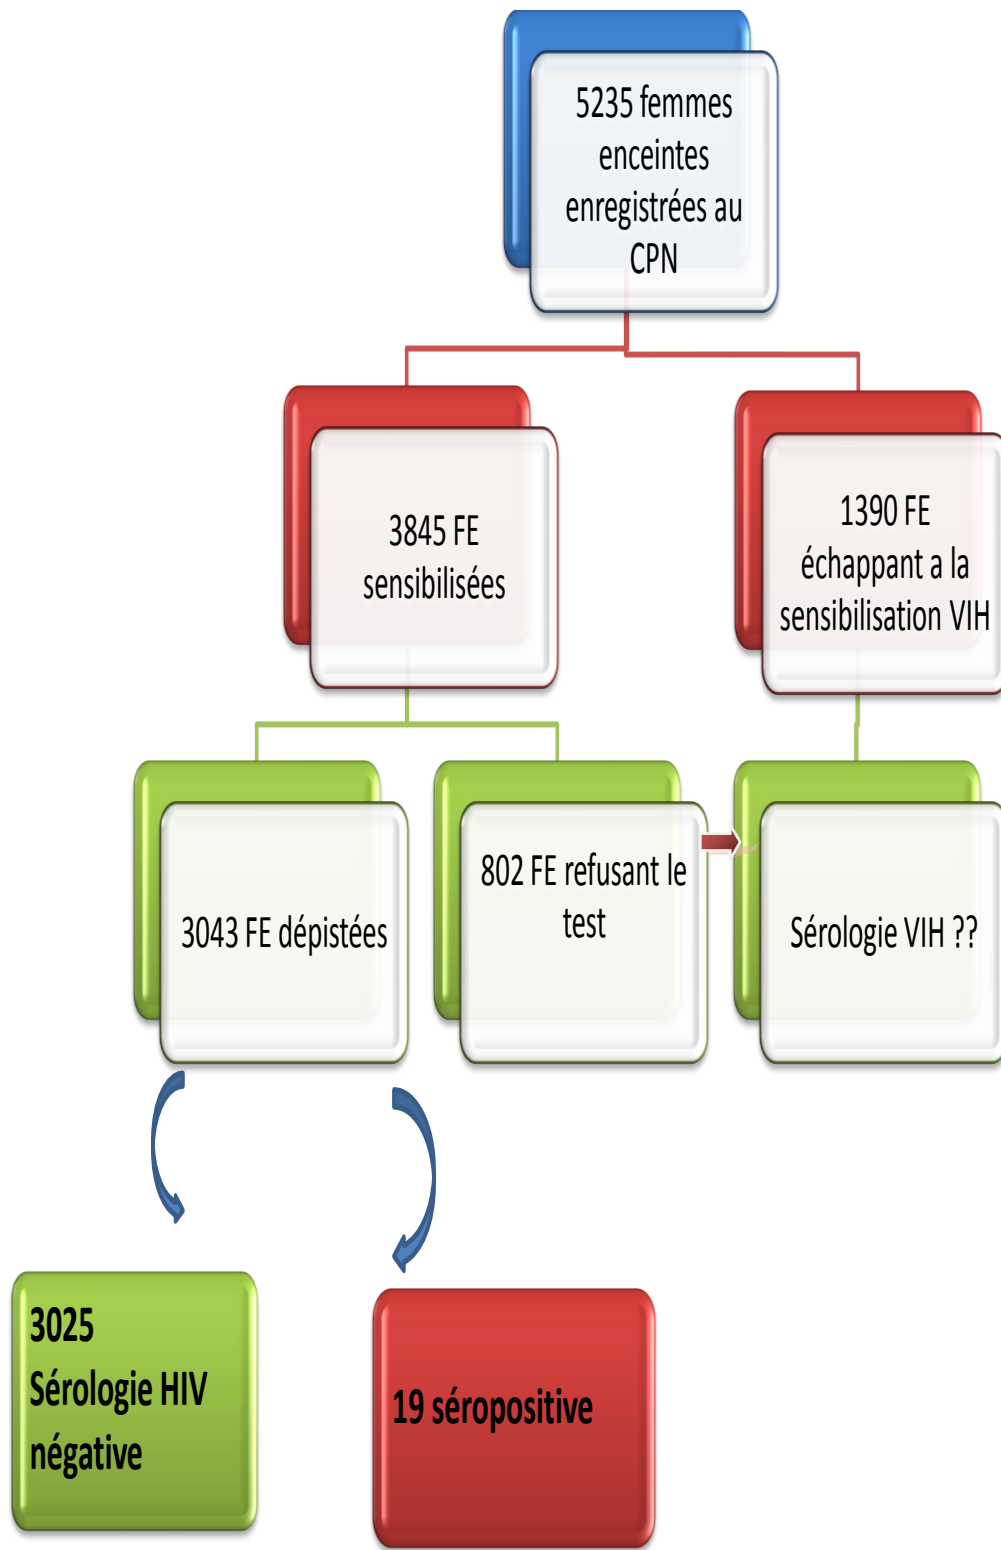 5235 femmes
enceintes
enregistrées au
CPN
3845 FE
sensibilisées
1390 FE
échappant a la
sensibilisation VIH
3043 FE dépistées
802 FE refusant le
test
Sérologie VIH ??
3025
Sérologie HIV
négative
19 séropositive